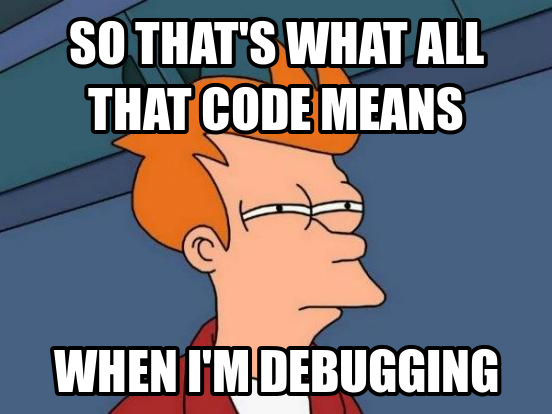 SO THAT'S WHAT ALL
THAT CODE MEANS
WHEN I'M DEBUGGING